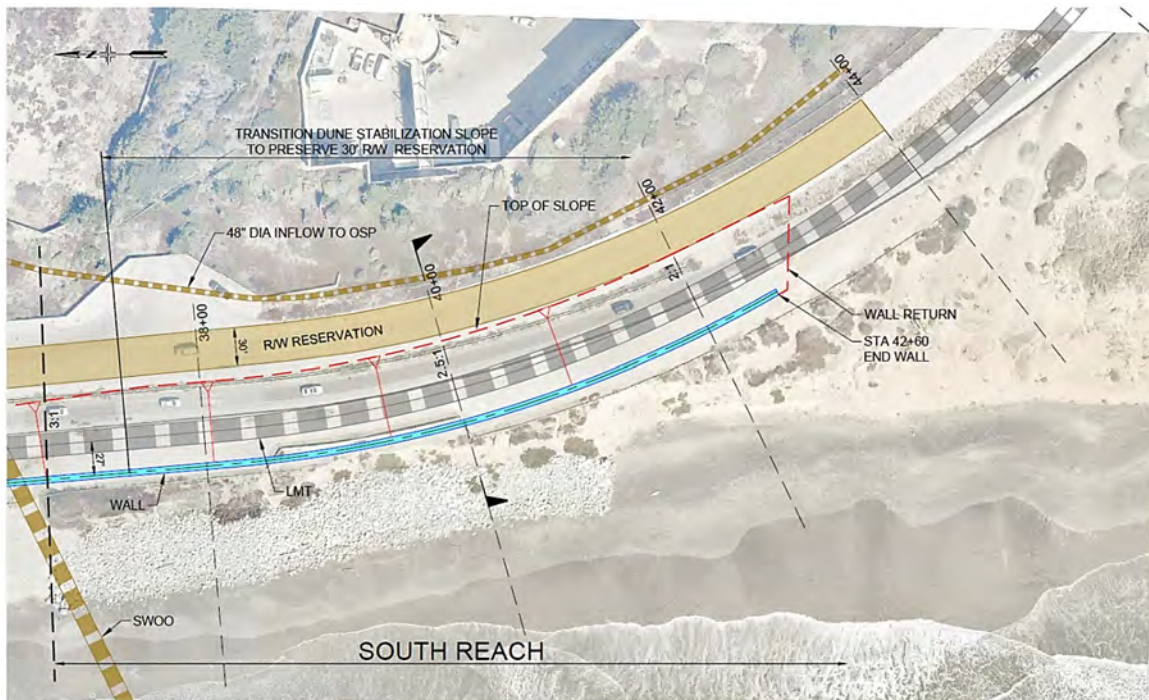 44+00
TRANSITION DUNE STABILIZATION SLOPE
TO PRESERVE 30' R/W RESERVATION
42+00
TOP OF SLOPE
48" DIA INFLOW TO OSP
40+00
2:1
38+00
R/W RESERVATION
30'
WALL RETURN
STA 42+60
END WALL
2.5:1
3:1
27'
LMT
WALL
SWOO
SOUTH REACH